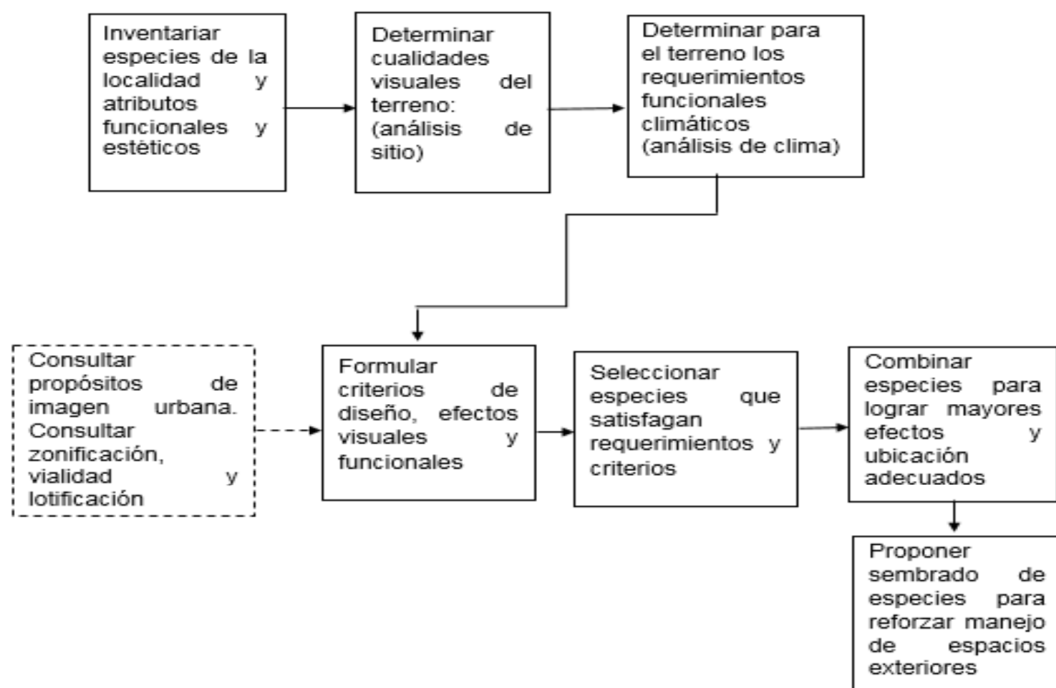 Inventariar
especies de la
localidad y
atributos
funcionales y
estèticos
Determinar
cualidades
visuales del
terreno:
(análisis de
sitio)
Determinar para
el terreno los
requerimientos
funcionales
climáticos
(análisis de clima)
Consultar
propósitos de
imagen urbana.
Consultar
zonificación,
vialidad y
lotificación
Formular
criterios de
diseño, efectos
visuales y
funcionales
Seleccionar
especies que
satisfagan
requerimientos y
criterios
Combinar
especies para
lograr mayores
efectos y
ubicación
adecuados
Proponer
sembrado de
especies para
reforzar manejo
de espacios
exteriores